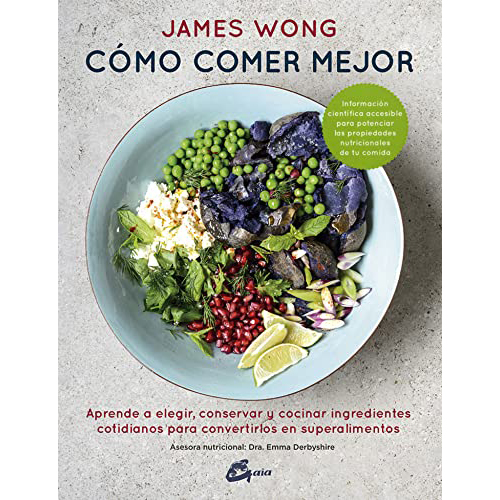 JAMES WONG
CÓMO COMER MEJOR
Información
científica accesible
para potenciar
las propiedades
nutricionales
de tu comida
Aprende a elegir, conservar y cocinar ingredientes
cotidianos para convertirlos en superalimentos
Asesora nutricional: Dra. Emma Derbyshire
Gaia